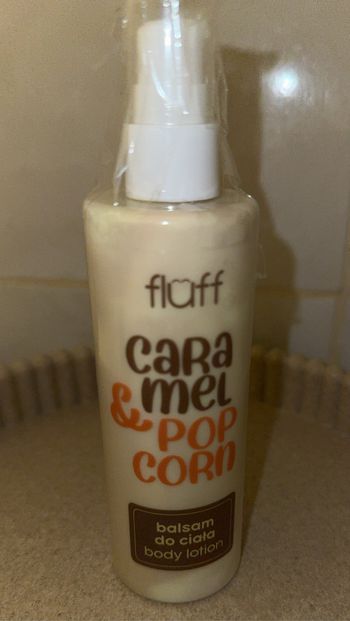 fluff
CARA
MEL
& POP
CORN
balsam
do ciała
body lotion